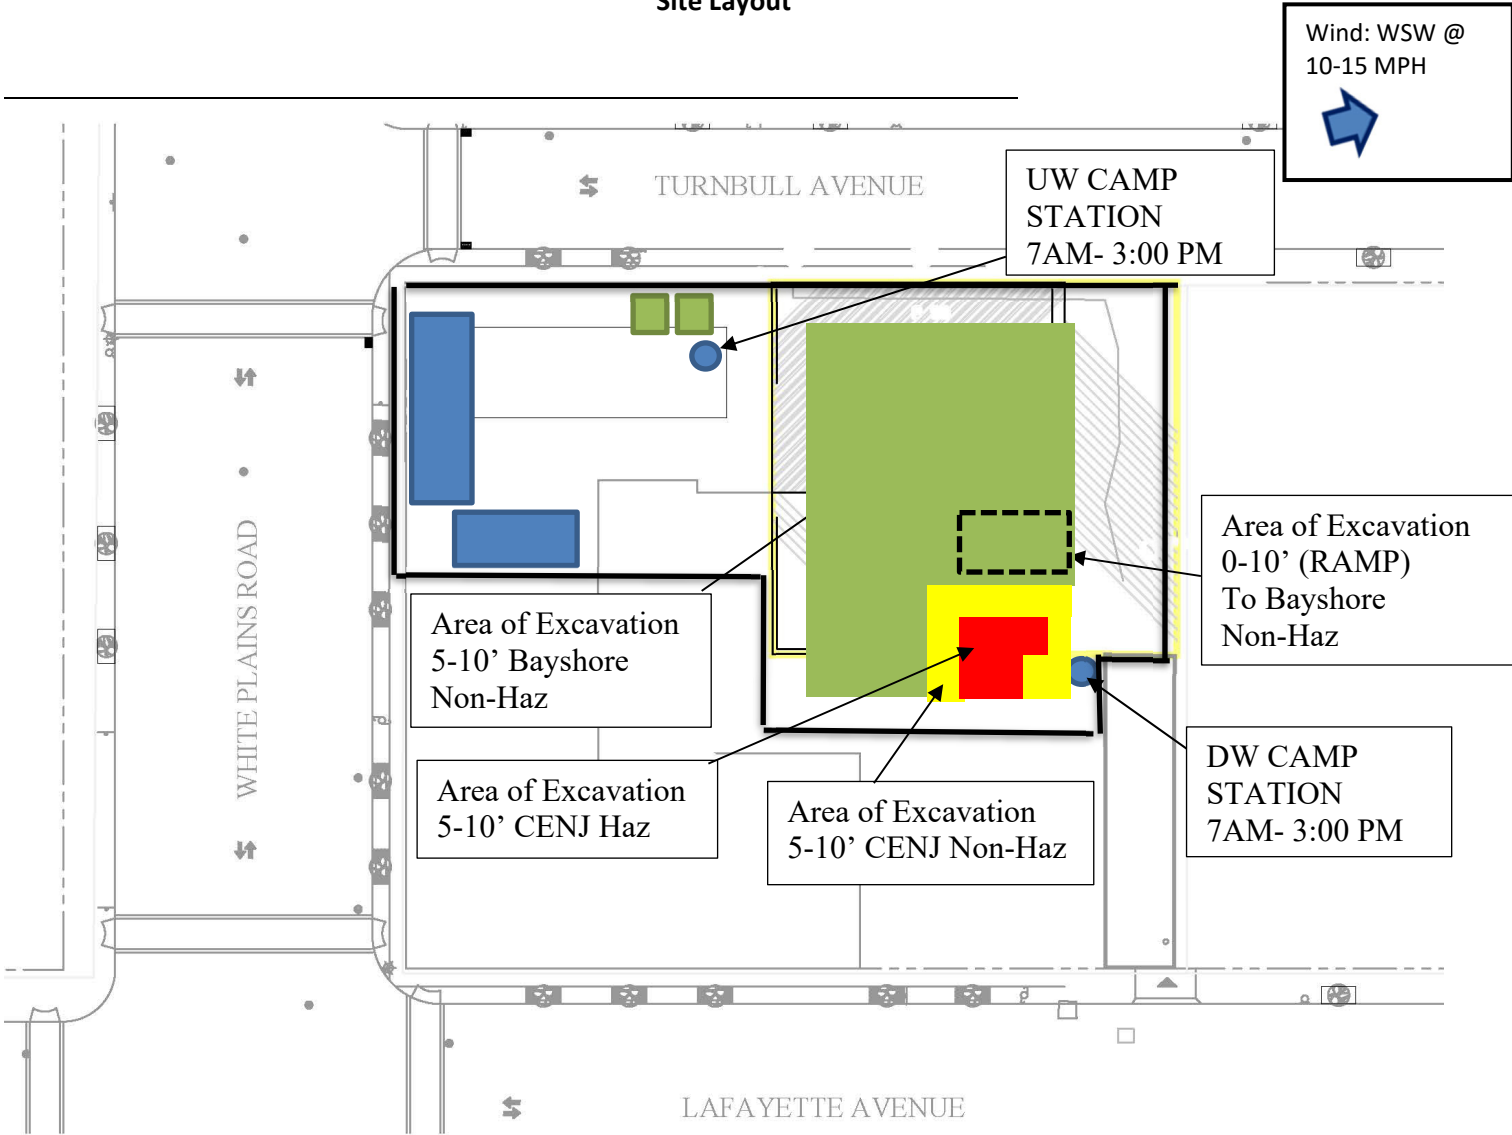 Site Layout
Wind: WSW @
10-15 MPH
TURNBULL AVENUE
UW CAMP
STATION
7AM- 3:00 PM
WHITE PLAINS ROAD
Area of Excavation
0-10’ (RAMP)
To Bayshore
Non-Haz
Area of Excavation
5-10’ Bayshore
Non-Haz
Area of Excavation
5-10’ CENJ Haz
Area of Excavation
5-10’ CENJ Non-Haz
DW CAMP
STATION
7AM- 3:00 PM
LAFAYETTE AVENUE